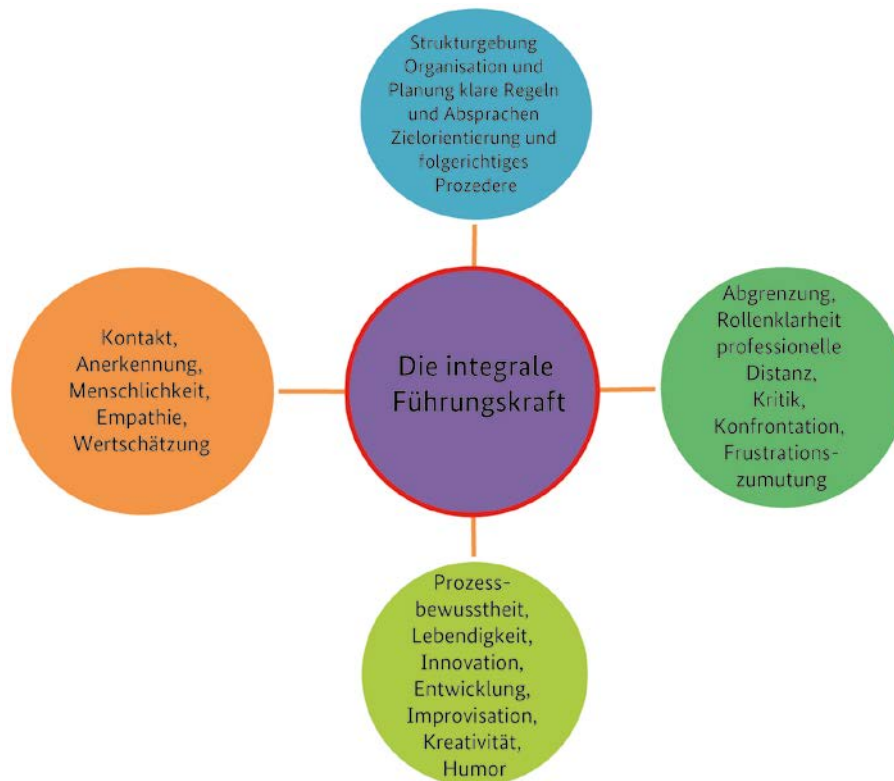 Strukturgebung
Organisation und
Planung klare Regeln
und Absprachen
Zielorientierung und
folgerichtiges
Prozedere
Kontakt,
Anerkennung,
Menschlichkeit,
Empathie,
Wertschätzung
Die integrale
Führungskraft
Abgrenzung,
Rollenklarheit
professionelle
Distanz,
Kritik,
Konfrontation,
Frustrations-
zumutung
Prozess-
bewusstheit,
Lebendigkeit,
Innovation,
Entwicklung,
Improvisation,
Kreativität,
Humor